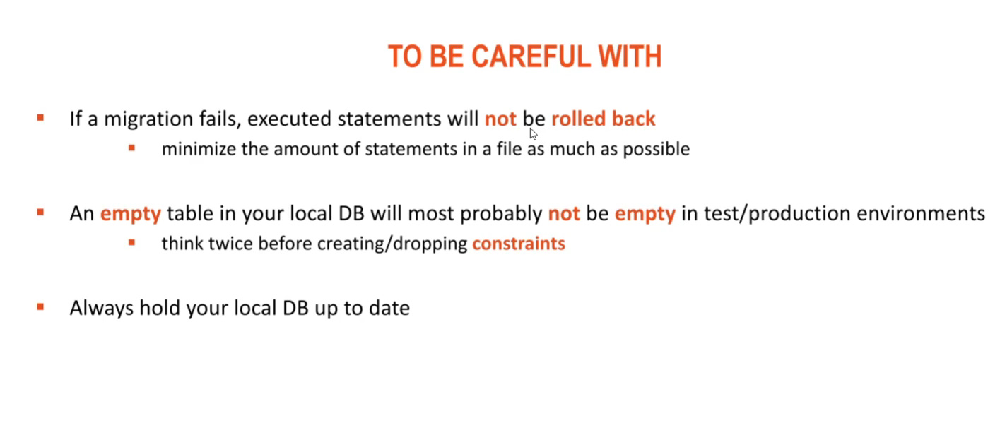 TO BE CAREFUL WITH
If a migration fails, executed statements will not be rolled back
minimize the amount of statements in a file as much as possible
An empty table in your local DB will most probably not be empty in test/production environments
think twice before creating/dropping constraints
Always hold your local DB up to date